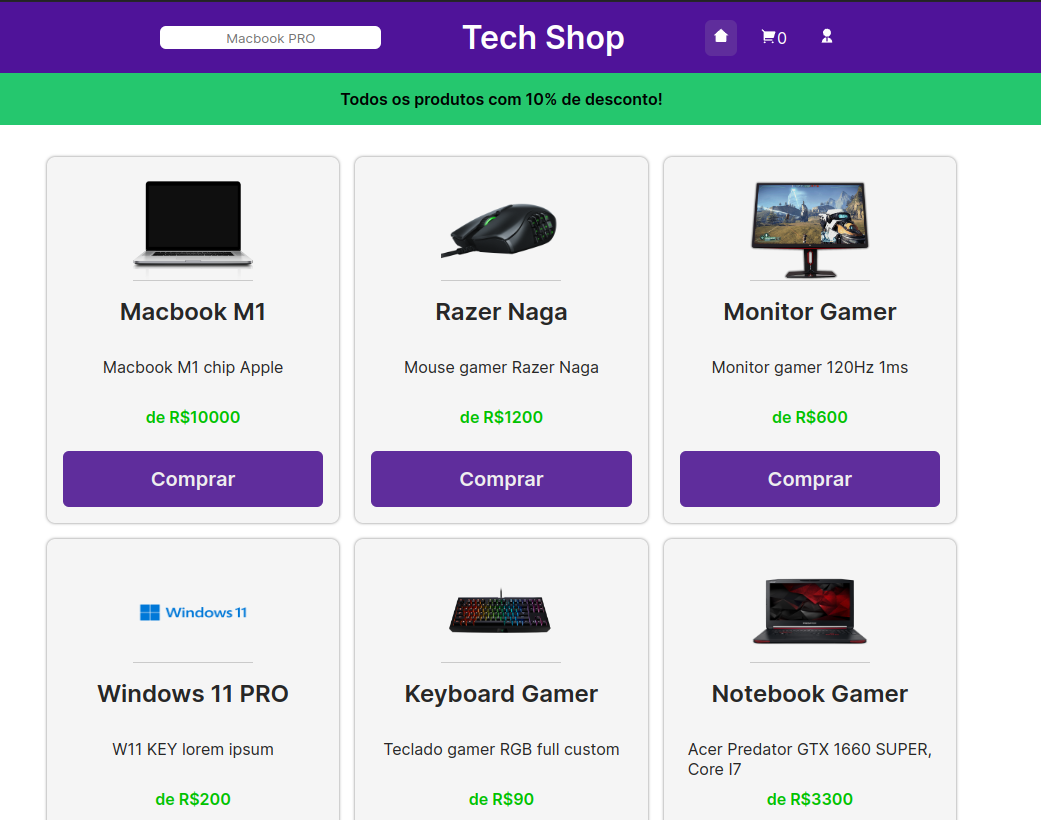 Macbook PRO
Tech Shop
0
Todos os produtos com 10% de desconto!
Macbook M1
Macbook M1 chip Apple
de R$10000
Comprar
Razer Naga
Mouse gamer Razer Naga
de R$1200
Comprar
Monitor Gamer
Monitor gamer 120Hz 1ms
de R$600
Comprar
Windows 11
Windows 11 PRO
W11 KEY lorem ipsum
de R$200
Keyboard Gamer
Teclado gamer RGB full custom
de R$90
Notebook Gamer
Acer Predator GTX 1660 SUPER,
Core I7
de R$3300